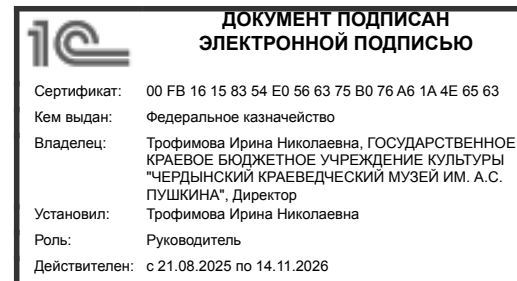 1С
ДОКУМЕНТ ПОДПИСАН
ЭЛЕКТРОННОЙ ПОДПИСЬЮ
Сертификат: 00 FB 16 15 83 54 E0 56 63 75 B0 76 A6 1A 4E 65 63
Кем выдан: Федеральное казначейство
Владелец: Трофимова Ирина Николаевна, ГОСУДАРСТВЕННОЕ
КРАЕВОЕ БЮДЖЕТНОЕ УЧРЕЖДЕНИЕ КУЛЬТУРЫ
"ЧЕРДЫНСКИЙ КРАЕВЕДЧЕСКИЙ МУЗЕЙ ИМ. А.С.
ПУШКИНА", Директор
Установил: Трофимова Ирина Николаевна
Роль: Руководитель
Действителен: с 21.08.2025 по 14.11.2026